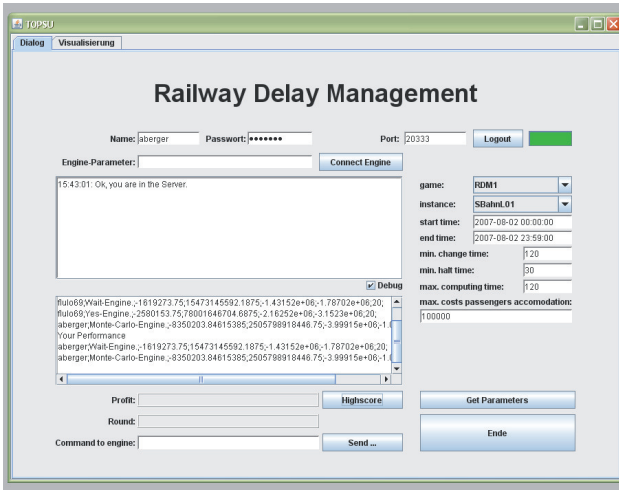 TOPSU
Dialog Visualisierung
Railway Delay Management
Name: aberger Passwort: ●●●●●●● Port: 20333 Logout
Engine-Parameter: Connect Engine
15:43:01: Ok, you are in the Server.
game: RDM1
instance: SBahnL01
start time: 2007-08-02 00:00:00
end time: 2007-08-02 23:59:00
min. change time: 120
min. halt time: 30
max. computing time: 120
max. costs passengers accomodation:
100000
Debug
flulo69;Wait-Engine.;-1619273.75;15473145592.1875;-1.43152e+06;-1.78702e+06;20;
flulo69;Yes-Engine.;-2580153.75;78001646704.6875;-2.16252e+06;-3.1523e+06;20;
aberger;Monte-Carlo-Engine.;-8350203.84615385;2505798918446.75;-3.99915e+06;-1.
Your Performance
aberger;Wait-Engine.;-1619273.75;15473145592.1875;-1.43152e+06;-1.78702e+06;20;
aberger;Monte-Carlo-Engine.;-8350203.84615385;2505798918446.75;-3.99915e+06;-1.
Profit: Highscore Get Parameters
Round:
Ende
Command to engine: Send ...